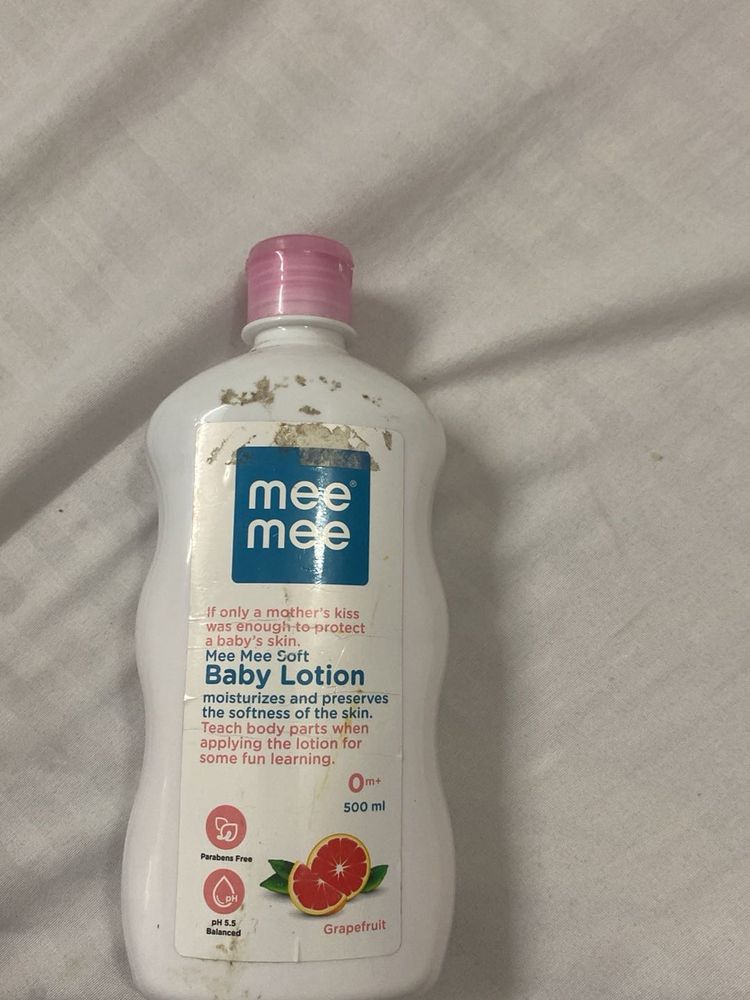 mee®
mee
If only a mother's kiss
was enough to protect
a baby's skin.
Mee Mee Soft
Baby Lotion
moisturizes and preserves
the softness of the skin.
Teach body parts when
applying the lotion for
some fun learning.
0m+
500 ml
Parabens Free
pH
pH 5.5
Balanced
Grapefruit